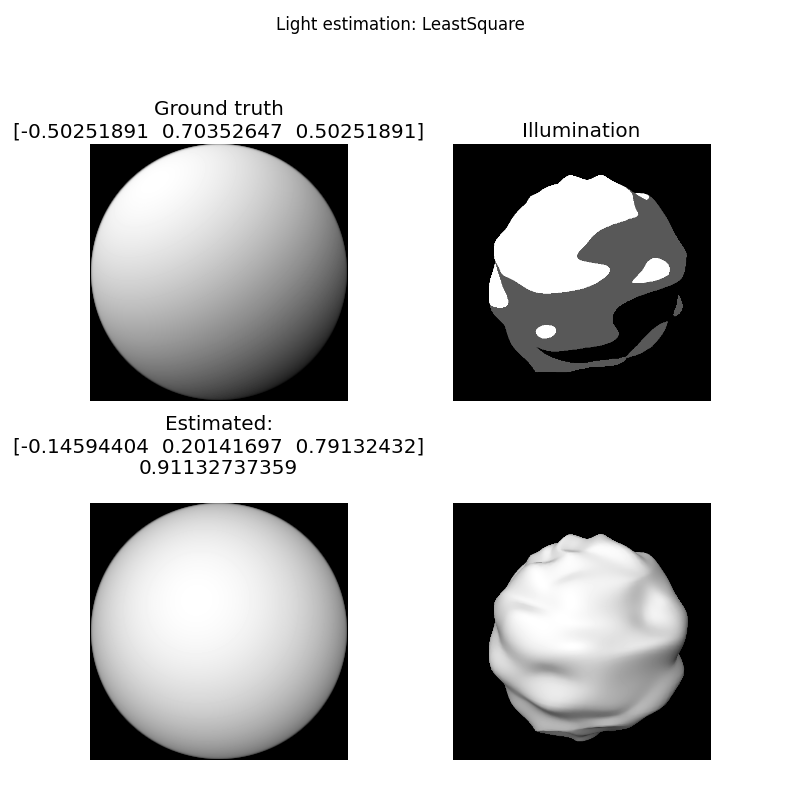 Light estimation: LeastSquare
Ground truth
[-0.50251891  0.70352647  0.50251891]
Illumination
Estimated:
[-0.14594404  0.20141697  0.79132432]
0.91132737359